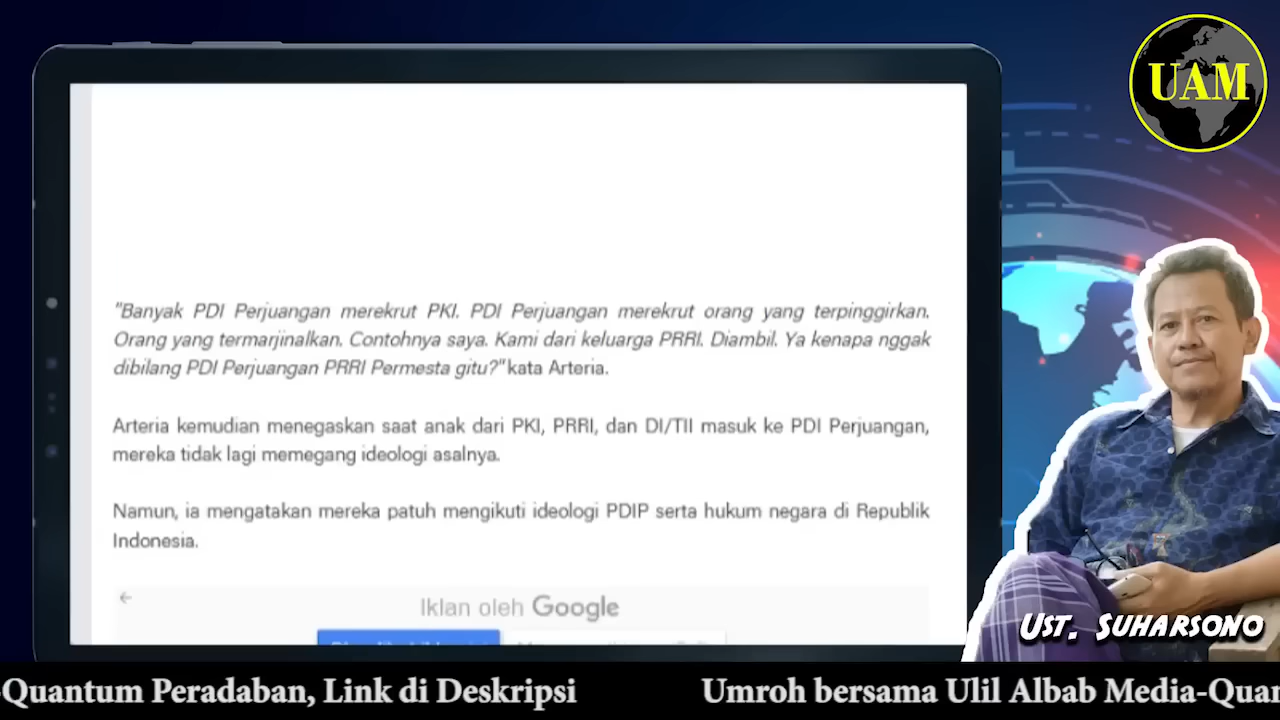 UAM
"Banyak PDI Perjuangan merekrut PKI. PDI Perjuangan merekrut orang yang terpinggirkan.
Orang yang termarjinalkan. Contohnya saya. Kami dari keluarga PRRI. Diambil. Ya kenapa nggak
dibilang PDI Perjuangan PRRI Permesta gitu?" kata Arteria.
Arteria kemudian menegaskan saat anak dari PKI, PRRI, dan DI/TII masuk ke PDI Perjuangan,
mereka tidak lagi memegang ideologi asalnya.
Namun, ia mengatakan mereka patuh mengikuti ideologi PDIP serta hukum negara di Republik
Indonesia.
Iklan oleh Google
UST. SUHARSONO
-Quantum Peradaban, Link di Deskripsi Umroh bersama Ulil Albab Media-Quan